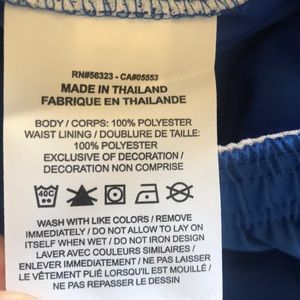 RN#56323 - CA#05553
MADE IN THAILAND
FABRIQUE EN THAILANDE
BODY / CORPS: 100% POLYESTER
WAIST LINING / DOUBLURE DE TAILLE:
100% POLYESTER
EXCLUSIVE OF DECORATION /
DECORATION NON COMPRISE
40C
WASH WITH LIKE COLORS / REMOVE
IMMEDIATELY / DO NOT ALLOW TO LAY ON
ITSELF WHEN WET / DO NOT IRON DESIGN
LAVER AVEC COULEURS SIMILAIRES /
ENLEVER IMMEDIATEMENT / NE PAS LAISSER
LE VÊTEMENT PLIÉ LORSQU'IL EST MOUILLÉ /
NE PAS REPASSER L'IMPRIMÉ